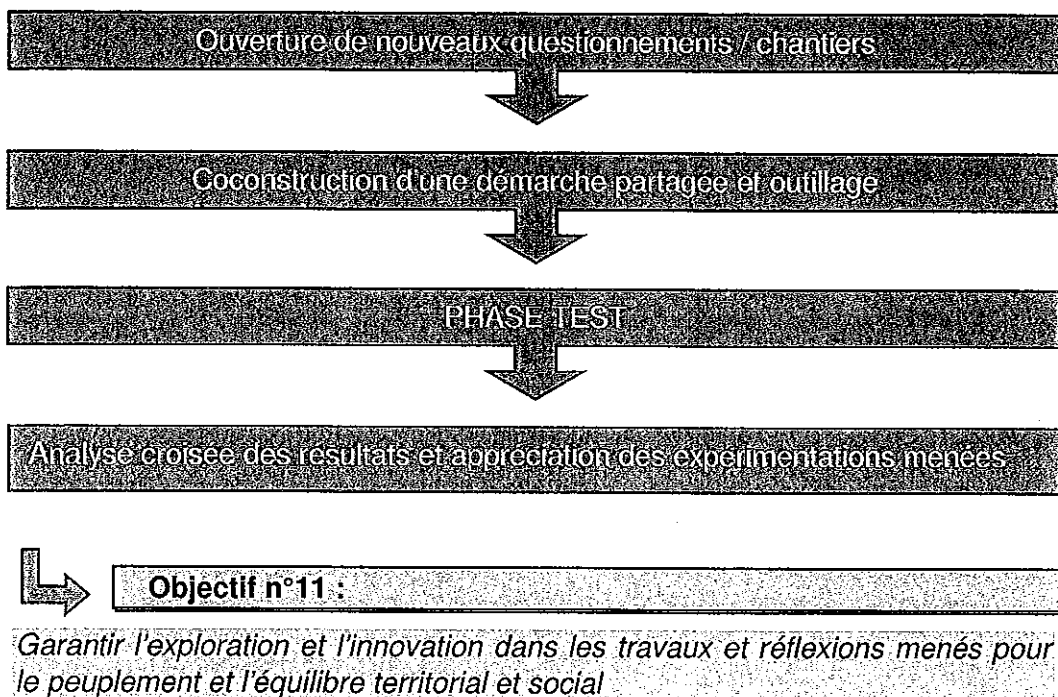 Ouverture de nouveaux questionnements / chantiers
Coconstruction d'une démarche partagée et outillage
PHASE TEST
Analyse croisée des résultats et appréciation des expérimentations menées
Objectif n°11 :
Garantir l'exploration et l'innovation dans les travaux et réflexions menés pour
le peuplement et l'équilibre territorial et social